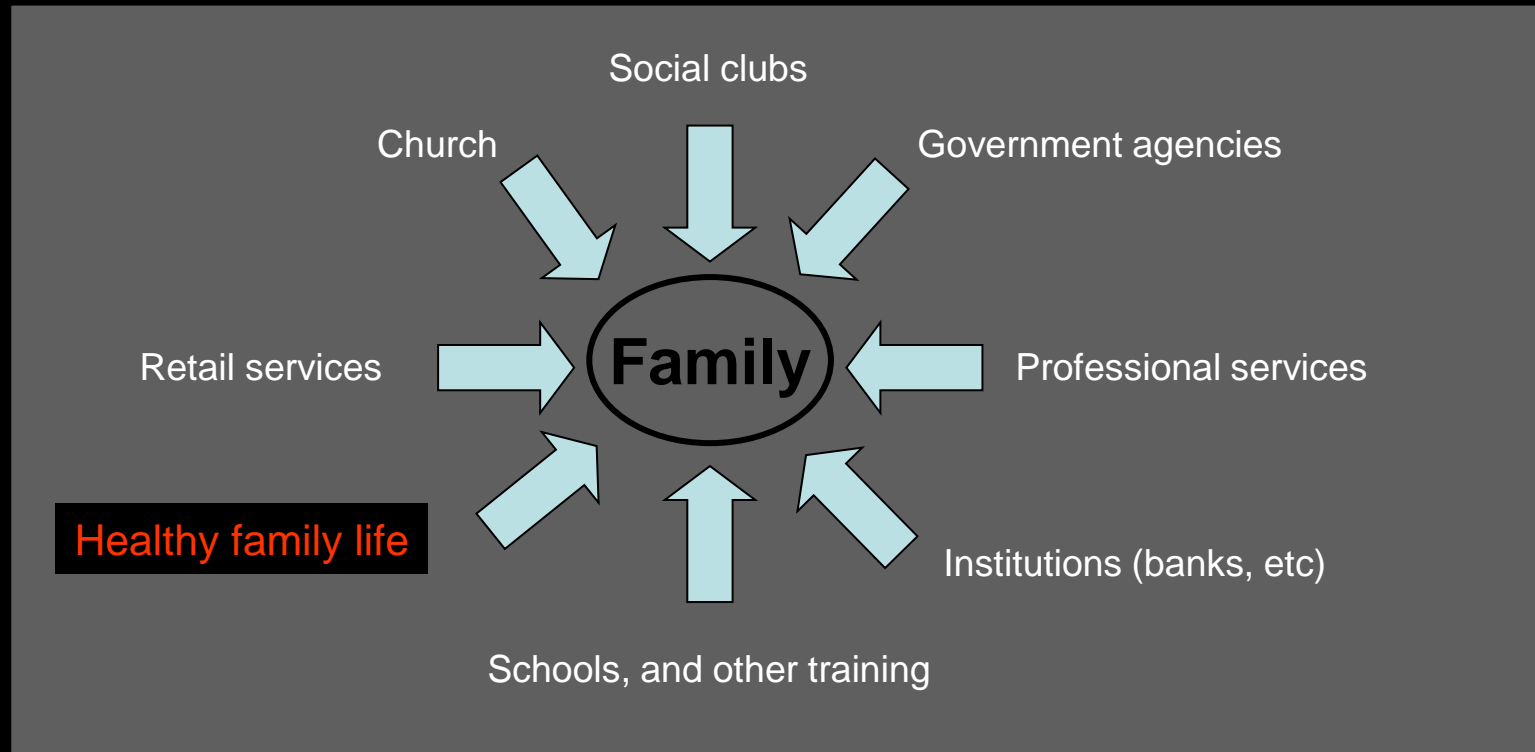 Social clubs
Church
Government agencies
Family
Retail services
Professional services
Healthy family life
Institutions (banks, etc)
Schools, and other training